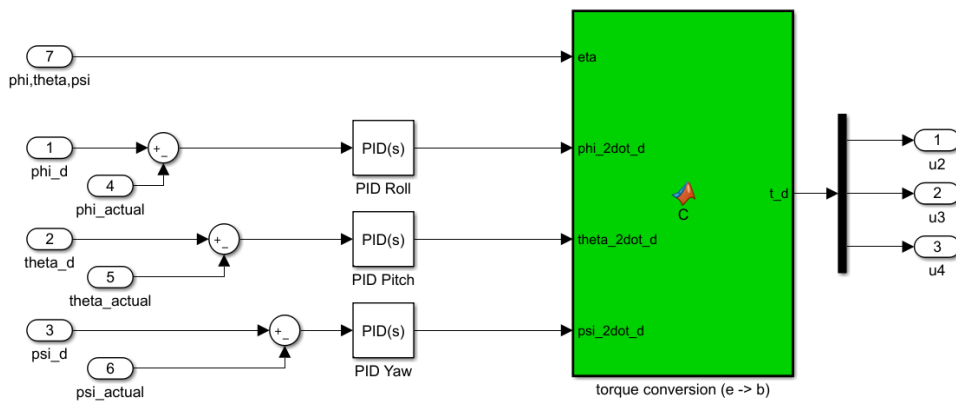 7
phi,theta,psi
eta
1
phi_d
+
−
4
phi_actual
PID(s)
PID Roll
phi_2dot_d
2
theta_d
+
−
5
theta_actual
PID(s)
PID Pitch
theta_2dot_d
3
psi_d
+
−
6
psi_actual
PID(s)
PID Yaw
psi_2dot_d
C
t_d
torque conversion (e -> b)
1
u2
2
u3
3
u4